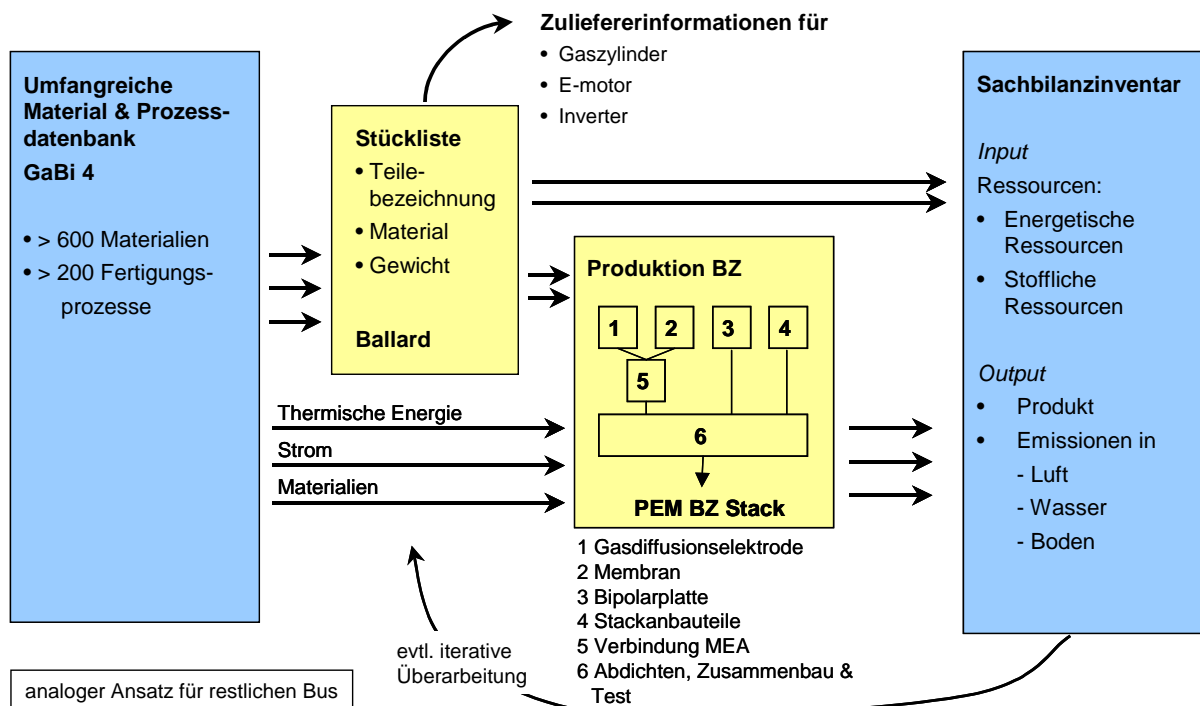 Zuliefererinformationen für
• Gaszylinder
• E-motor
• Inverter
Umfangreiche
Material & Prozess-
datenbank
GaBi 4
• > 600 Materialien
• > 200 Fertigungs-
prozesse
Stückliste
• Teile-
bezeichnung
• Material
• Gewicht
Ballard
Thermische Energie
Strom
Materialien
Produktion BZ
1 2 3 4
5
6
PEM BZ Stack
1 Gasdiffusionselektrode
2 Membran
3 Bipolarplatte
4 Stackanbauteile
5 Verbindung MEA
6 Abdichten, Zusammenbau &
Test
Sachbilanzinventar
Input
Ressourcen:
• Energetische
Ressourcen
• Stoffliche
Ressourcen
Output
• Produkt
• Emissionen in
- Luft
- Wasser
- Boden
evtl. iterative
Überarbeitung
analoger Ansatz für restlichen Bus